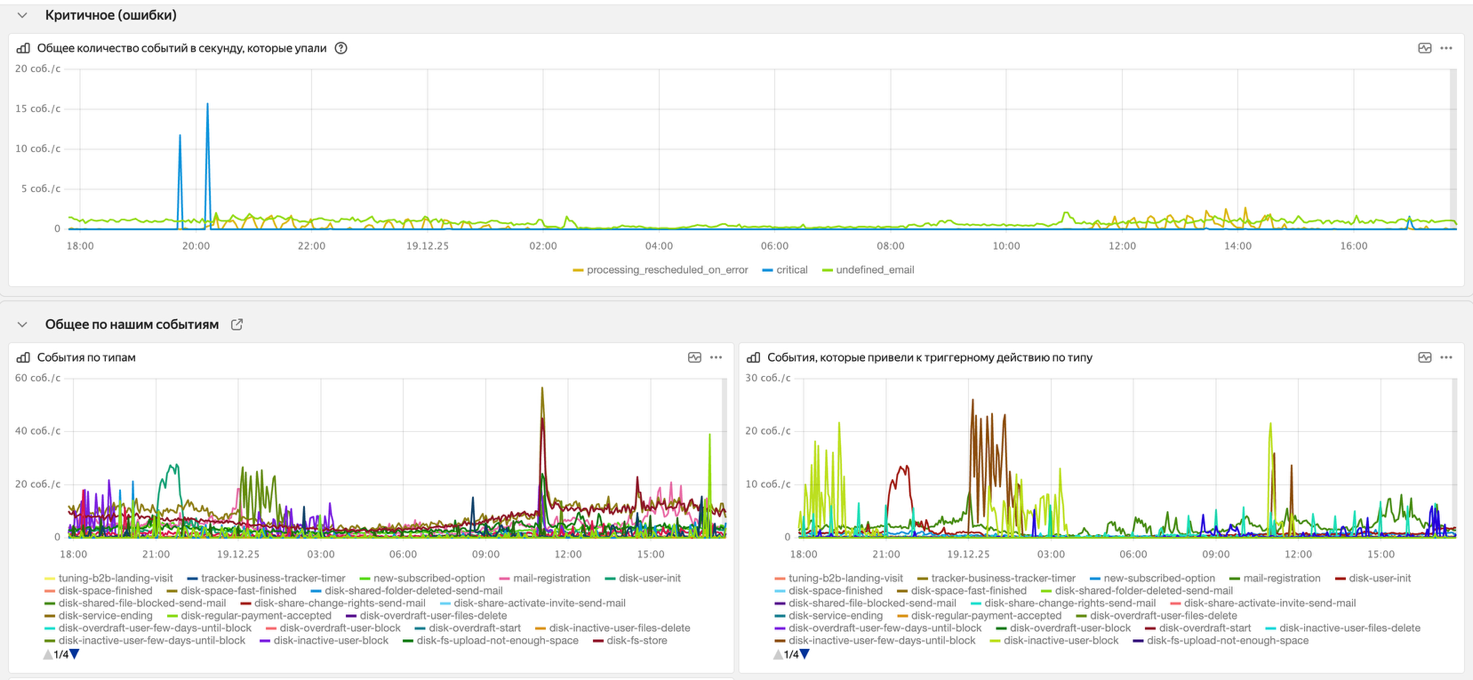 Критичное (ошибки)
Общее количество событий в секунду, которые упали
20 соб./с
15 соб./с
10 соб./с
5 соб./с
0
18:00 20:00 22:00 19.12.25 02:00 04:00 06:00 08:00 10:00 12:00 14:00 16:00
processing_rescheduled_on_error critical undefined_email
Общее по нашим событиям
События по типам
60 соб./с
40 соб./с
20 соб./с
0
18:00 21:00 19.12.25 03:00 06:00 09:00 12:00 15:00
tuning-b2b-landing-visit tracker-business-tracker-timer new-subscribed-option mail-registration disk-user-init
disk-space-finished disk-space-fast-finished disk-shared-folder-deleted-send-mail
disk-shared-file-blocked-send-mail disk-share-change-rights-send-mail disk-share-activate-invite-send-mail
disk-service-ending disk-regular-payment-accepted disk-overdraft-user-files-delete
disk-overdraft-user-few-days-until-block disk-overdraft-user-block disk-overdraft-start disk-inactive-user-files-delete
disk-inactive-user-few-days-until-block disk-inactive-user-block disk-fs-upload-not-enough-space disk-fs-store
1/4
События, которые привели к триггерному действию по типу
30 соб./с
20 соб./с
10 соб./с
0
18:00 21:00 19.12.25 03:00 06:00 09:00 12:00 15:00
tuning-b2b-landing-visit tracker-business-tracker-timer new-subscribed-option mail-registration disk-user-init
disk-space-finished disk-space-fast-finished disk-shared-folder-deleted-send-mail
disk-shared-file-blocked-send-mail disk-share-change-rights-send-mail disk-share-activate-invite-send-mail
disk-service-ending disk-regular-payment-accepted disk-overdraft-user-files-delete
disk-overdraft-user-few-days-until-block disk-overdraft-user-block disk-overdraft-start disk-inactive-user-files-delete
disk-inactive-user-few-days-until-block disk-inactive-user-block disk-fs-upload-not-enough-space
1/4